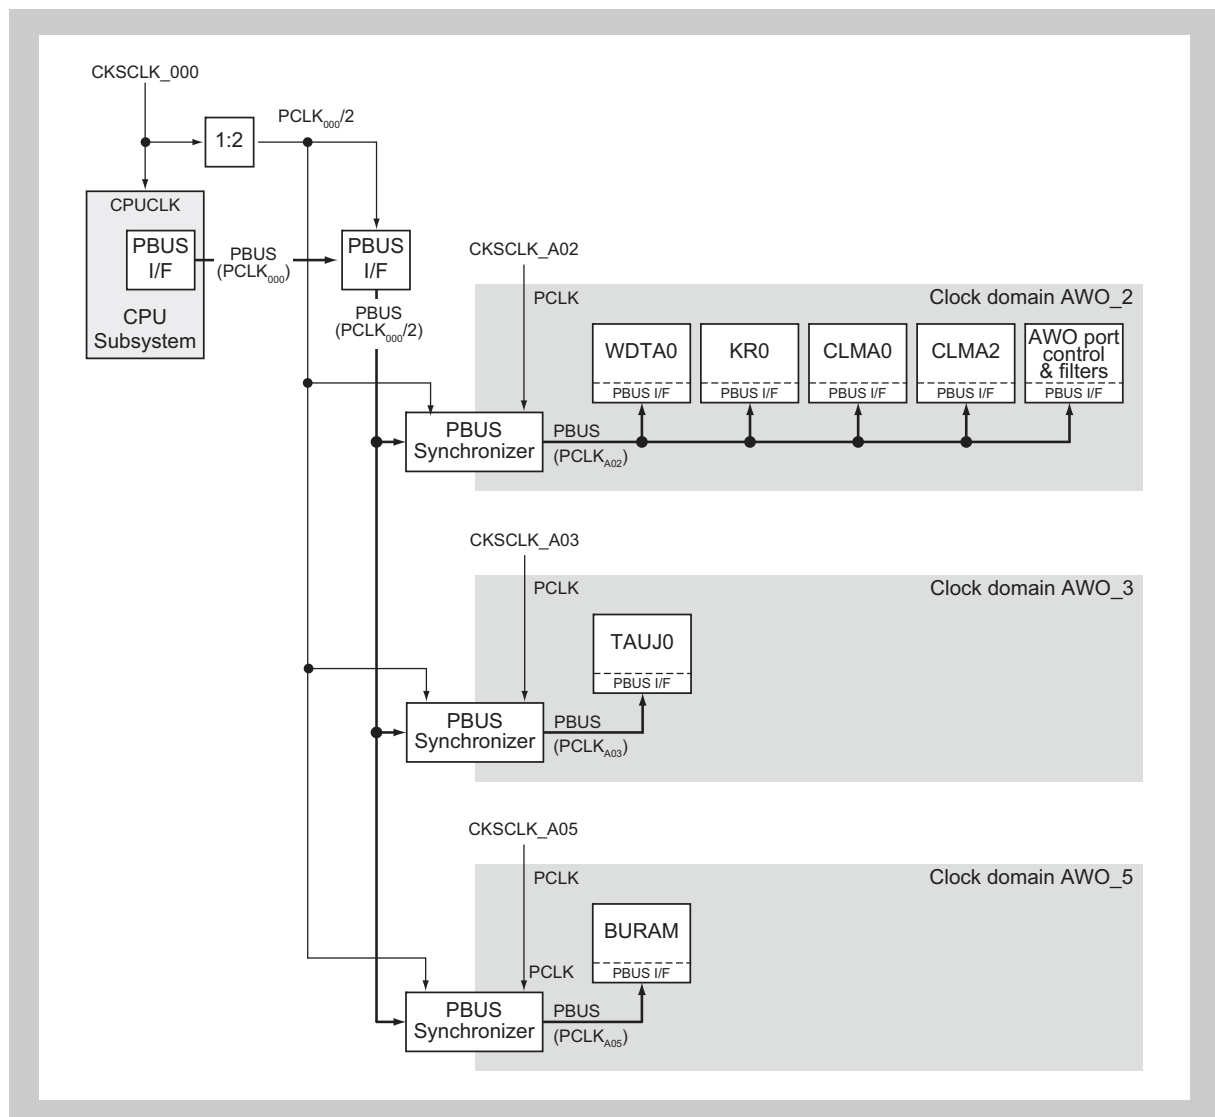 CKSCLK_000
PCLK000/2
1:2
CPUCLK
PBUS
I/F
PBUS
(PCLK000)
PBUS
I/F
CPU
Subsystem
PBUS
(PCLK000/2)
CKSCLK_A02
PCLK
Clock domain AWO_2
WDTA0
PBUS I/F
KR0
PBUS I/F
CLMA0
PBUS I/F
CLMA2
PBUS I/F
AWO port
control
& filters
PBUS I/F
PBUS
Synchronizer
PBUS
(PCLKA02)
CKSCLK_A03
PCLK
Clock domain AWO_3
TAUJ0
PBUS I/F
PBUS
Synchronizer
PBUS
(PCLKA03)
CKSCLK_A05
PCLK
Clock domain AWO_5
BURAM
PBUS I/F
PCLK
PBUS
Synchronizer
PBUS
(PCLKA05)